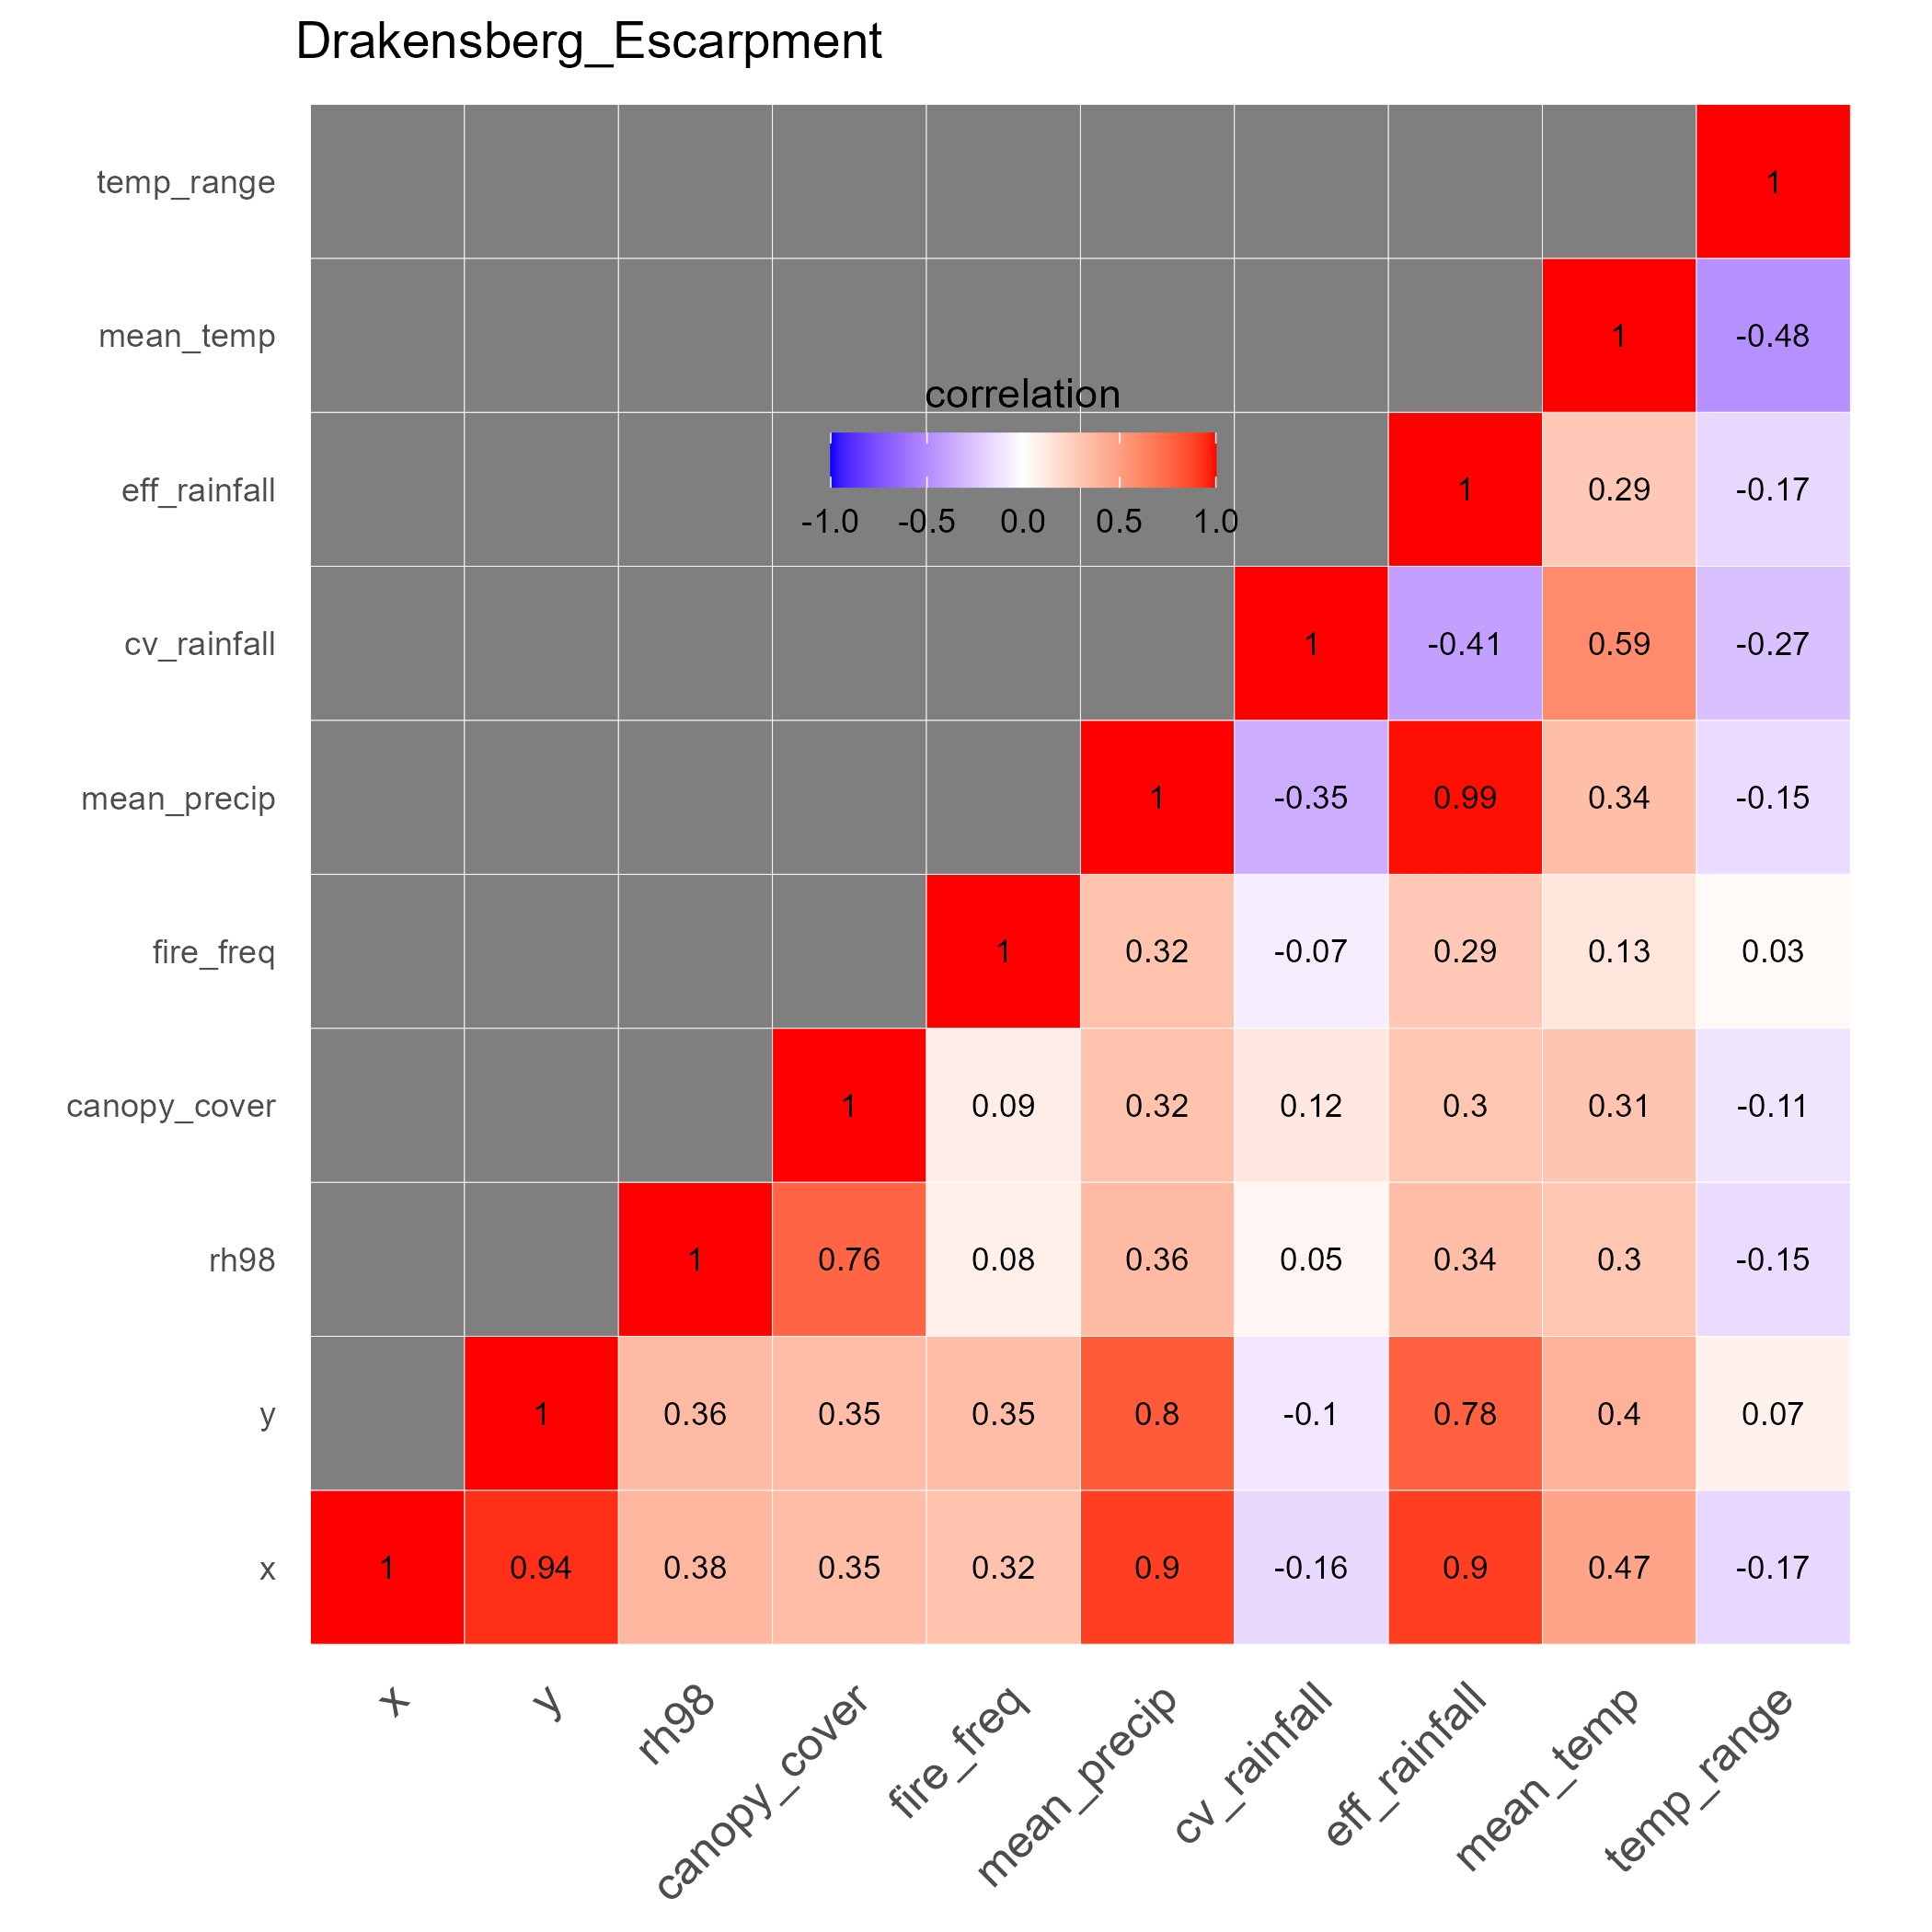 Drakensberg_Escarpment
temp_range 1
mean_temp 1 -0.48
correlation
-1.0 -0.5 0.0 0.5 1.0
eff_rainfall 1 0.29 -0.17
cv_rainfall 1 -0.41 0.59 -0.27
mean_precip 1 -0.35 0.99 0.34 -0.15
fire_freq 1 0.32 -0.07 0.29 0.13 0.03
canopy_cover 1 0.09 0.32 0.12 0.3 0.31 -0.11
rh98 1 0.76 0.08 0.36 0.05 0.34 0.3 -0.15
y 1 0.36 0.35 0.35 0.8 -0.1 0.78 0.4 0.07
x 1 0.94 0.38 0.35 0.32 0.9 -0.16 0.9 0.47 -0.17
x y rh98 canopy_cover fire_freq mean_precip cv_rainfall eff_rainfall mean_temp temp_range